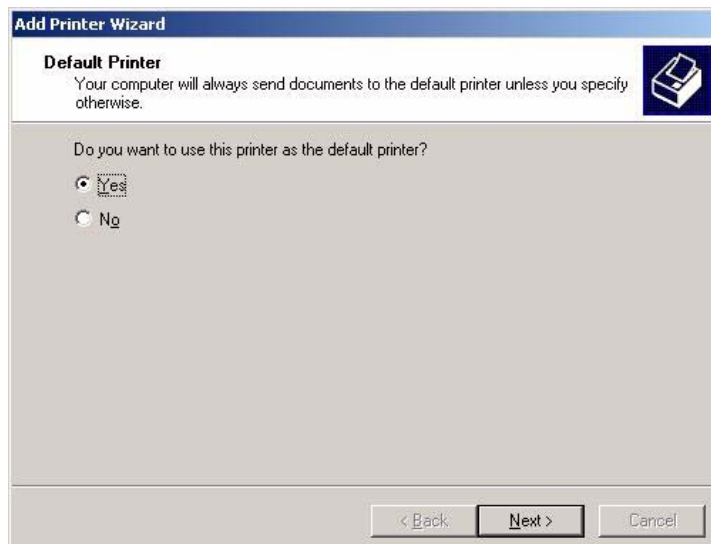 Add Printer Wizard
Default Printer
Your computer will always send documents to the default printer unless you specify
otherwise.
Do you want to use this printer as the default printer?
Yes
No
< Back Next > Cancel